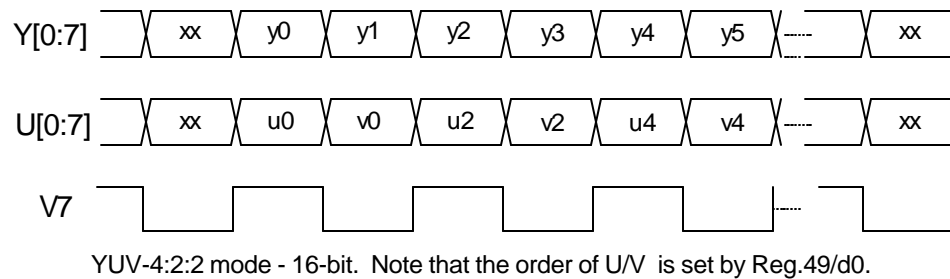 Y[0:7] xx y0 y1 y2 y3 y4 y5 xx
U[0:7] xx u0 v0 u2 v2 u4 v4 xx
V7
YUV-4:2:2 mode - 16-bit. Note that the order of U/V is set by Reg.49/d0.